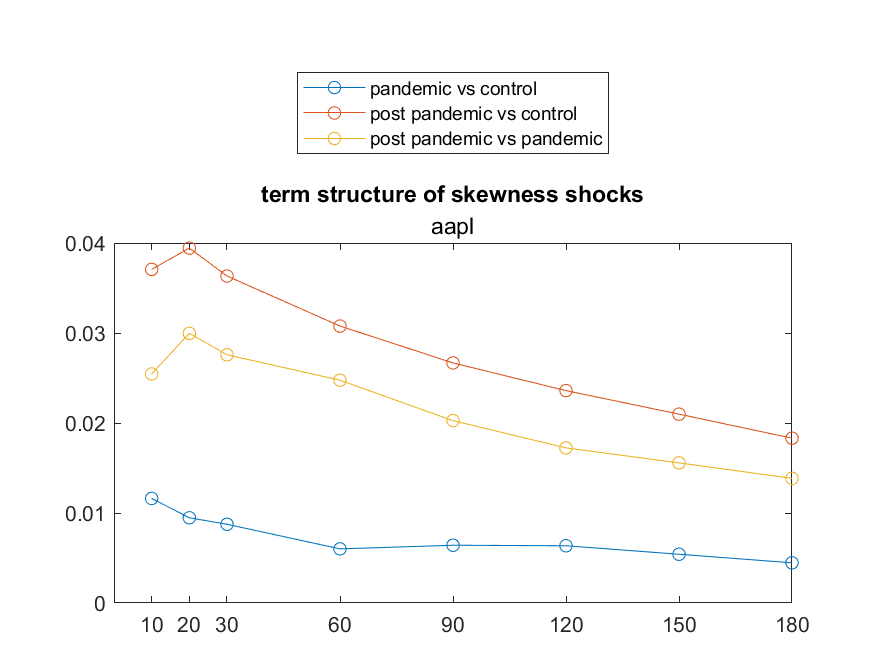 pandemic vs control
post pandemic vs control
post pandemic vs pandemic
term structure of skewness shocks
aapl
0.04
0.03
0.02
0.01
0
10 20 30 60 90 120 150 180